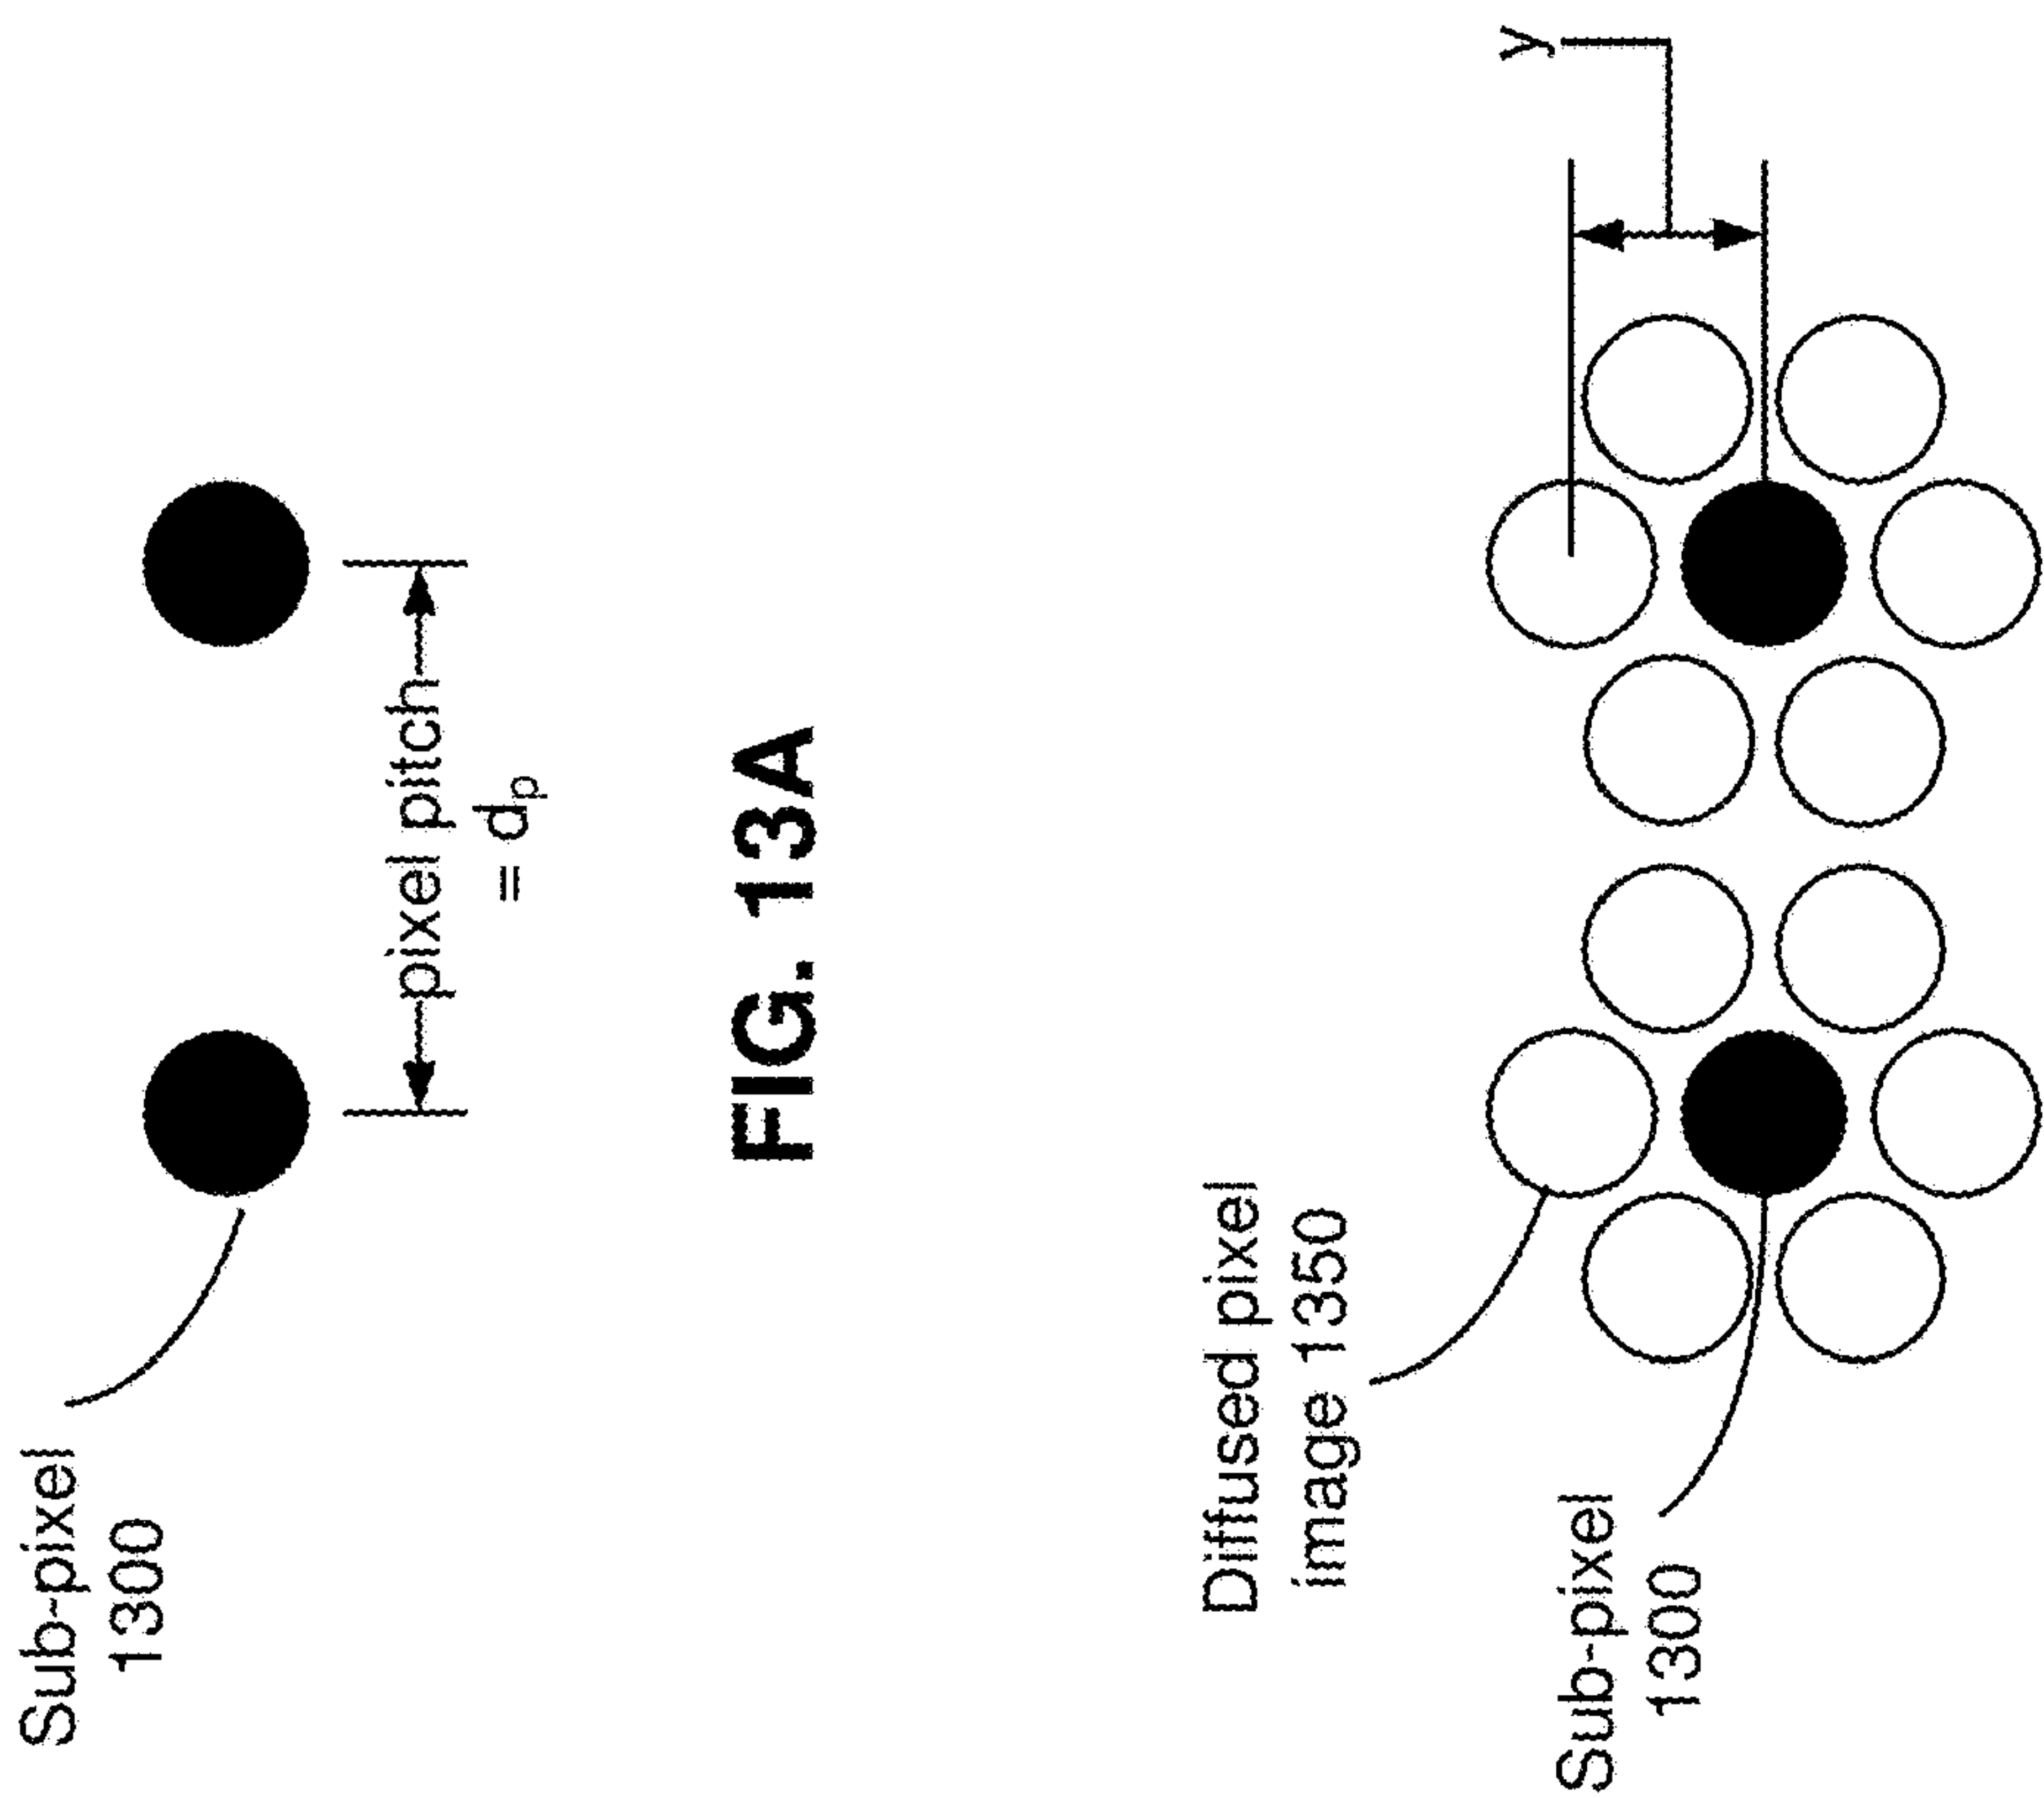 Sub-pixel
1300
pixel pitch
= dₚ
FIG. 13A
Diffused pixel
image 1350
Sub-pixel
1300
y